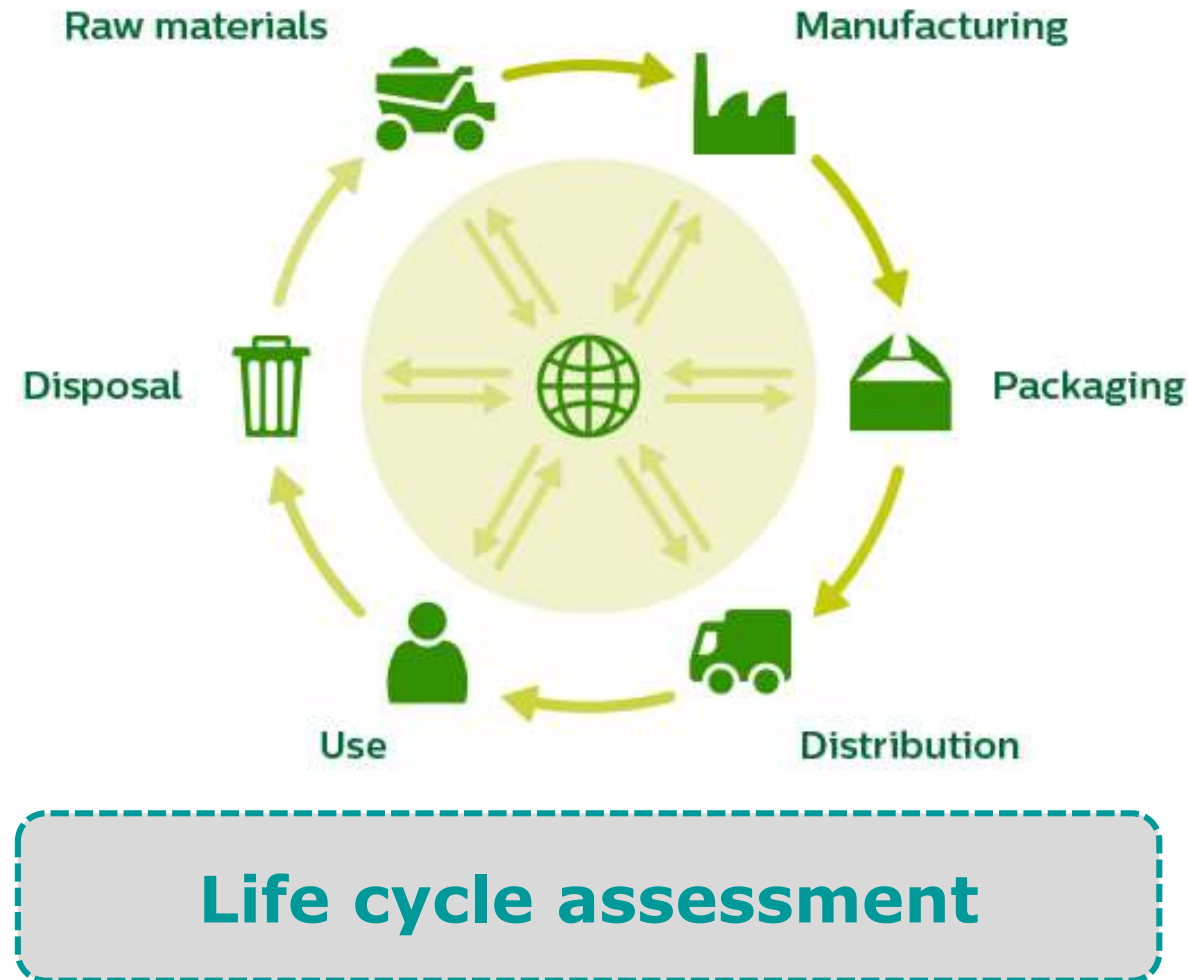 Raw materials
Manufacturing
Disposal
Packaging
Use
Distribution
Life cycle assessment